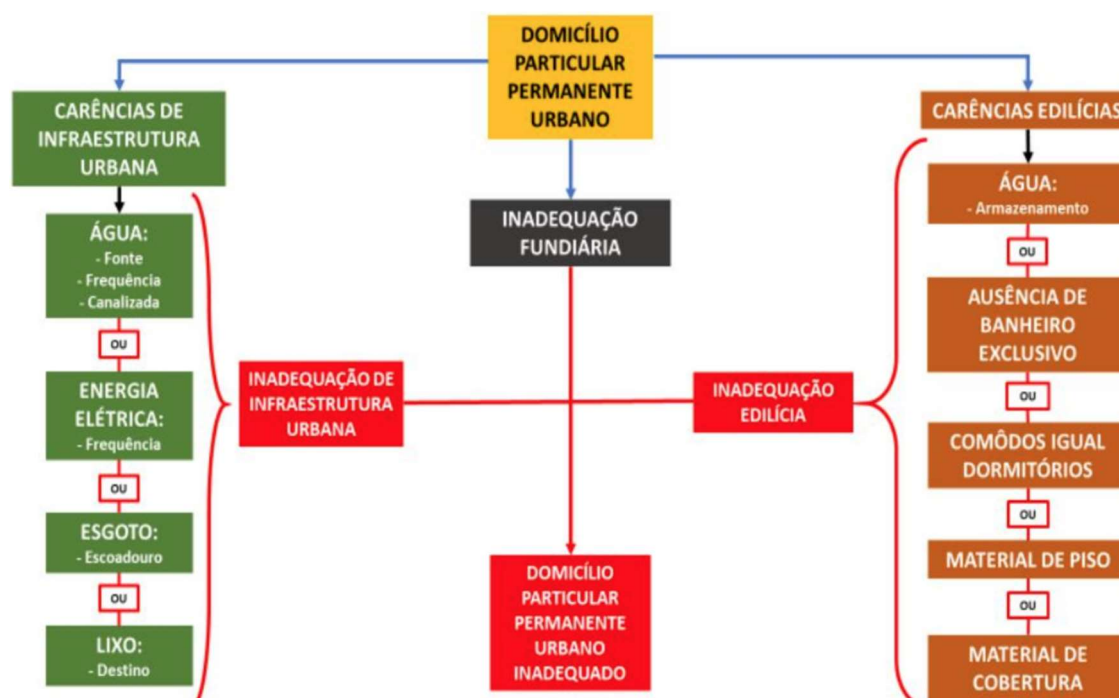 DOMICÍLIO
PARTICULAR
PERMANENTE
URBANO
CARÊNCIAS DE
INFRAESTRUTURA
URBANA
ÁGUA:
- Fonte
- Frequência
- Canalizada
OU
ENERGIA
ELÉTRICA:
- Frequência
OU
ESGOTO:
- Escoadouro
OU
LIXO:
- Destino
INADEQUAÇÃO DE
INFRAESTRUTURA
URBANA
INADEQUAÇÃO
FUNDIÁRIA
DOMICÍLIO
PARTICULAR
PERMANENTE
URBANO
INADEQUADO
INADEQUAÇÃO
EDILÍCIA
CARÊNCIAS EDILÍCIAS
ÁGUA:
- Armazenamento
OU
AUSÊNCIA DE
BANHEIRO
EXCLUSIVO
OU
COMÔDOS IGUAL
DORMITÓRIOS
OU
MATERIAL DE PISO
OU
MATERIAL DE
COBERTURA